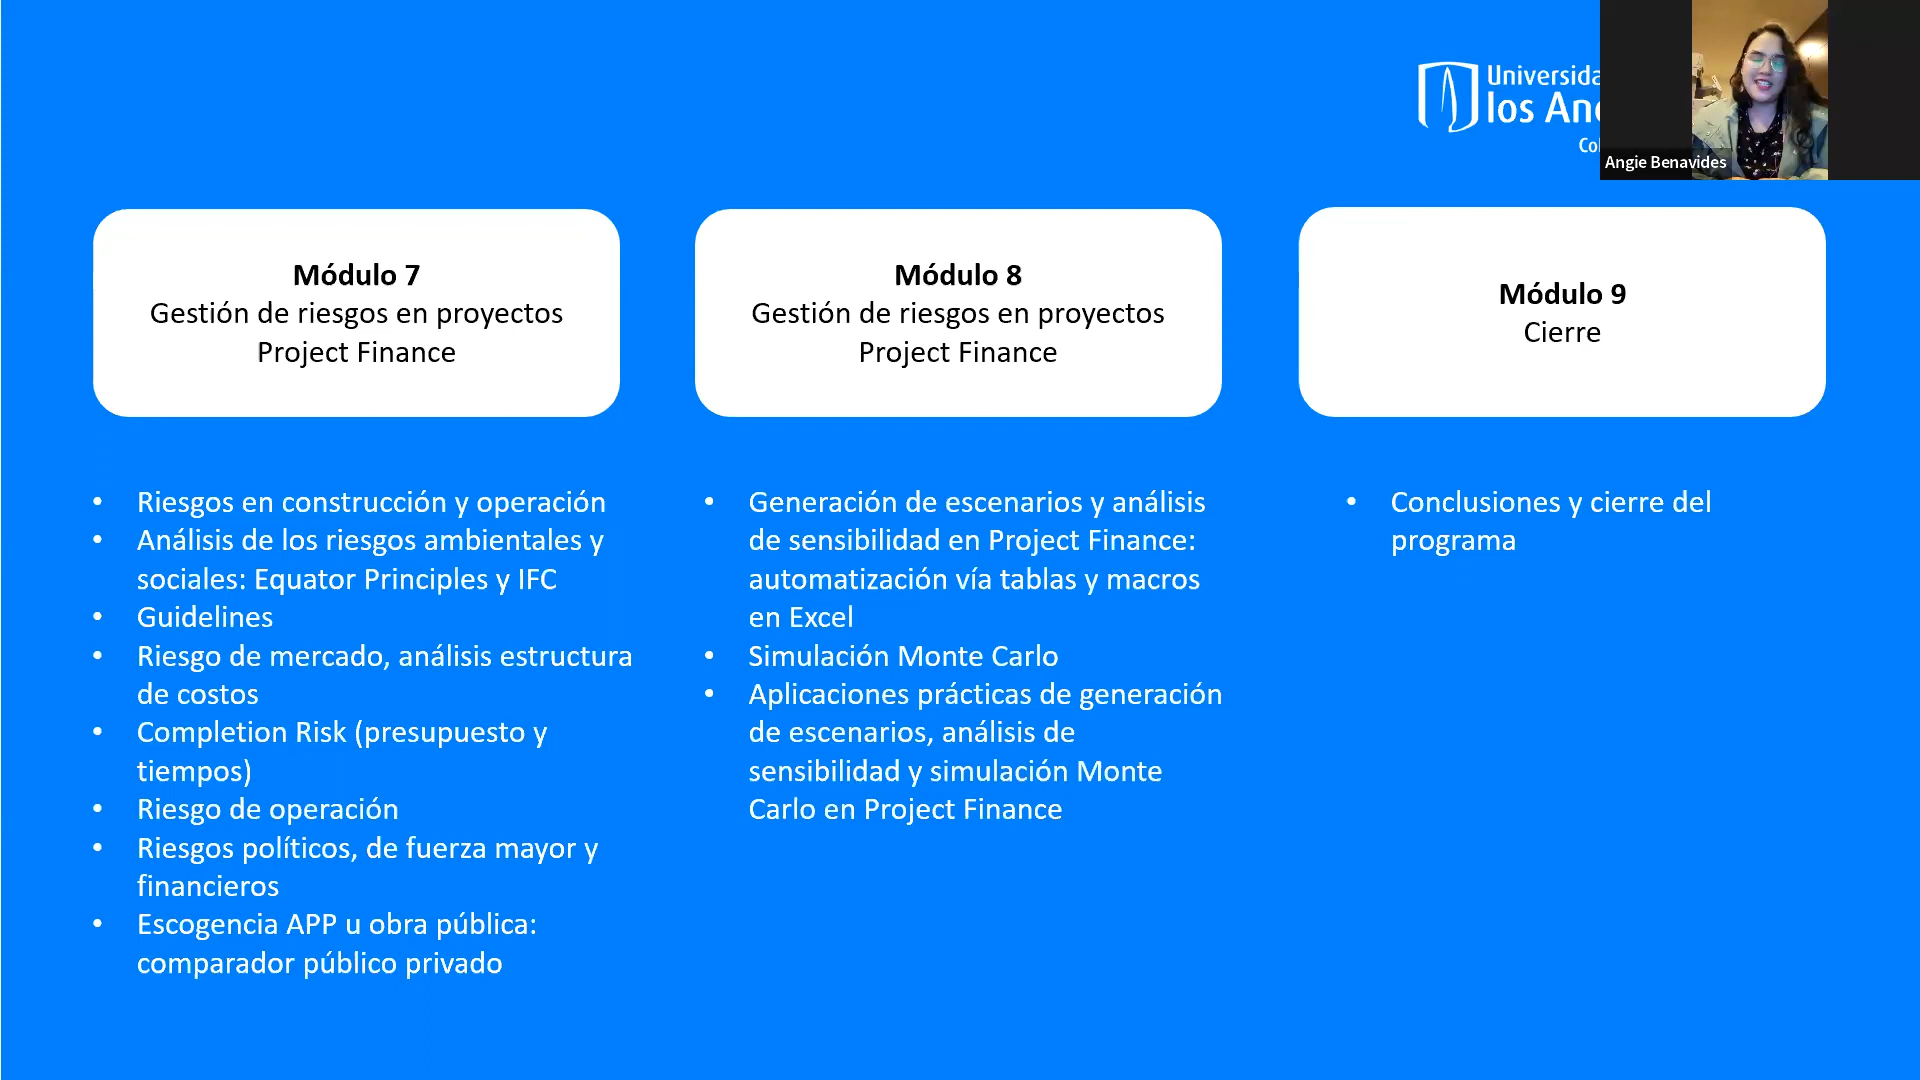 los
Angie Benavides
Módulo 7
Gestión de riesgos en proyectos
Project Finance
Riesgos en construcción y operación
Análisis de los riesgos ambientales y
sociales: Equator Principles y IFC
Guidelines
Riesgo de mercado, análisis estructura
de costos
Completion Risk (presupuesto y
tiempos)
Riesgo de operación
Riesgos políticos, de fuerza mayor y
financieros
Escogencia APP u obra pública:
comparador público privado
Módulo 8
Gestión de riesgos en proyectos
Project Finance
Generación de escenarios y análisis
de sensibilidad en Project Finance:
automatización vía tablas y macros
en Excel
Simulación Monte Carlo
Aplicaciones prácticas de generación
de escenarios, análisis de
sensibilidad y simulación Monte
Carlo en Project Finance
Módulo 9
Cierre
Conclusiones y cierre del
programa